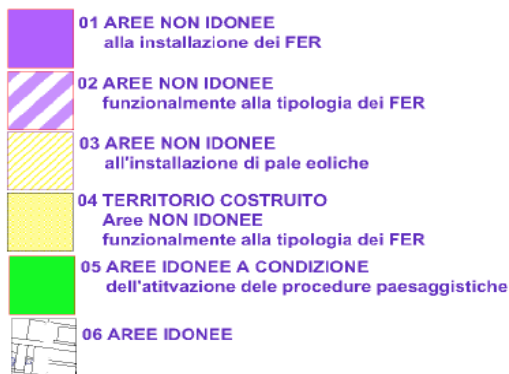 01 AREE NON IDONEE
alla installazione dei FER
02 AREE NON IDONEE
funzionalmente alla tipologia dei FER
03 AREE NON IDONEE
all'installazione di pale eoliche
04 TERRITORIO COSTRUITO
Aree NON IDONEE
funzionalmente alla tipologia dei FER
05 AREE IDONEE A CONDIZIONE
dell'atitvazione dele procedure paesaggistiche
06 AREE IDONEE